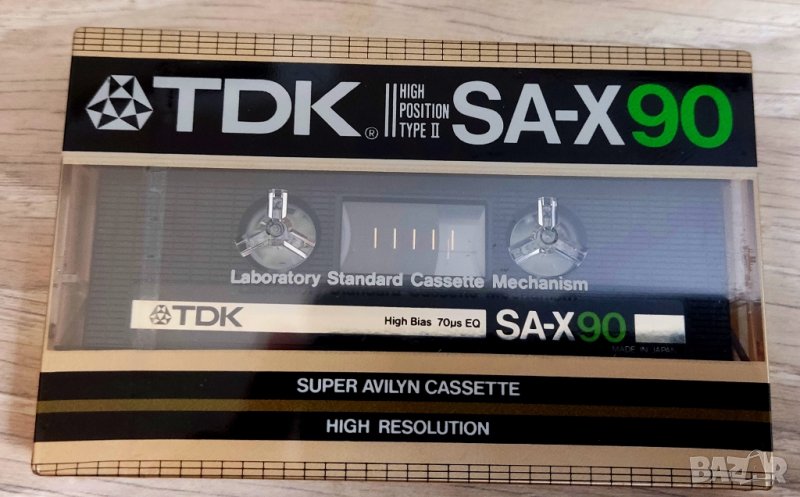 TDK® HIGH POSITION TYPE II SA-X90
Laboratory Standard Cassette Mechanism
TDK High Bias 70µs EQ SA-X90
MADE IN JAPAN
SUPER AVILYN CASSETTE
HIGH RESOLUTION
BAZAR